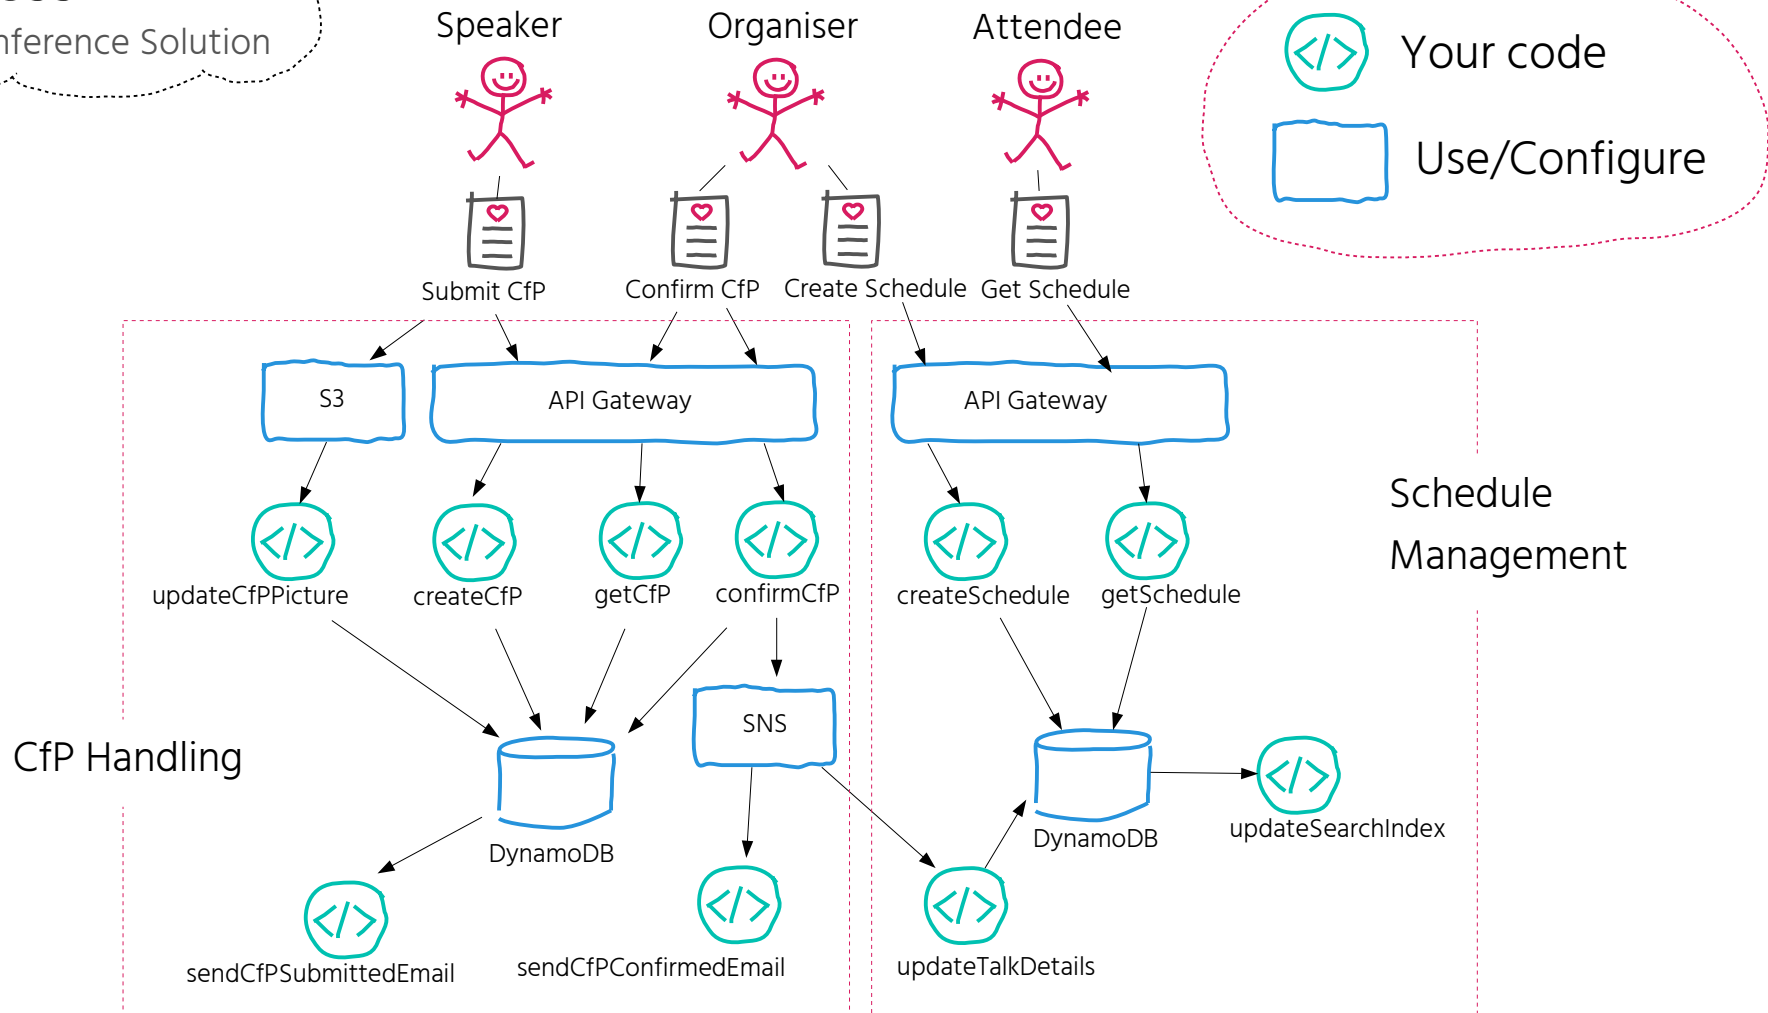 Conference Solution
Speaker
Organiser
Attendee
Your code
Use/Configure
Submit CfP
Confirm CfP
Create Schedule
Get Schedule
S3
API Gateway
API Gateway
Schedule
Management
updateCfPPicture
createCfP
getCfP
confirmCfP
createSchedule
getSchedule
SNS
CfP Handling
DynamoDB
DynamoDB
updateSearchIndex
sendCfPSubmittedEmail
sendCfPConfirmedEmail
updateTalkDetails